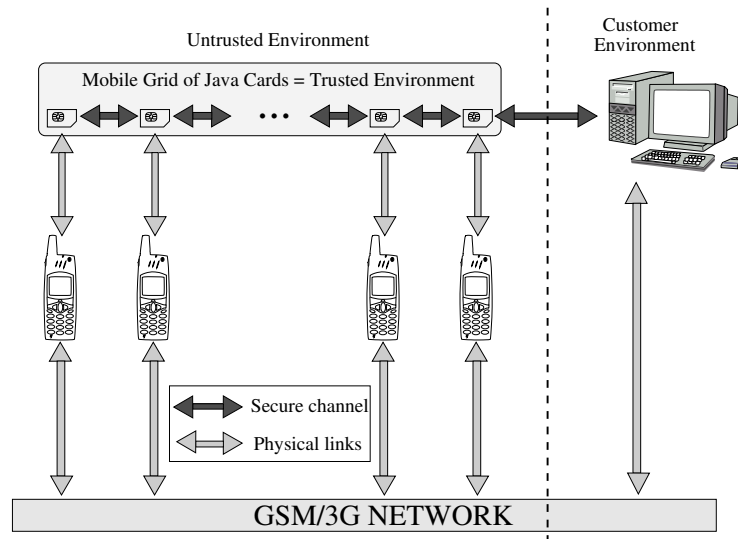 Untrusted Environment
Customer
Environment
Mobile Grid of Java Cards = Trusted Environment
Secure channel
Physical links
GSM/3G NETWORK